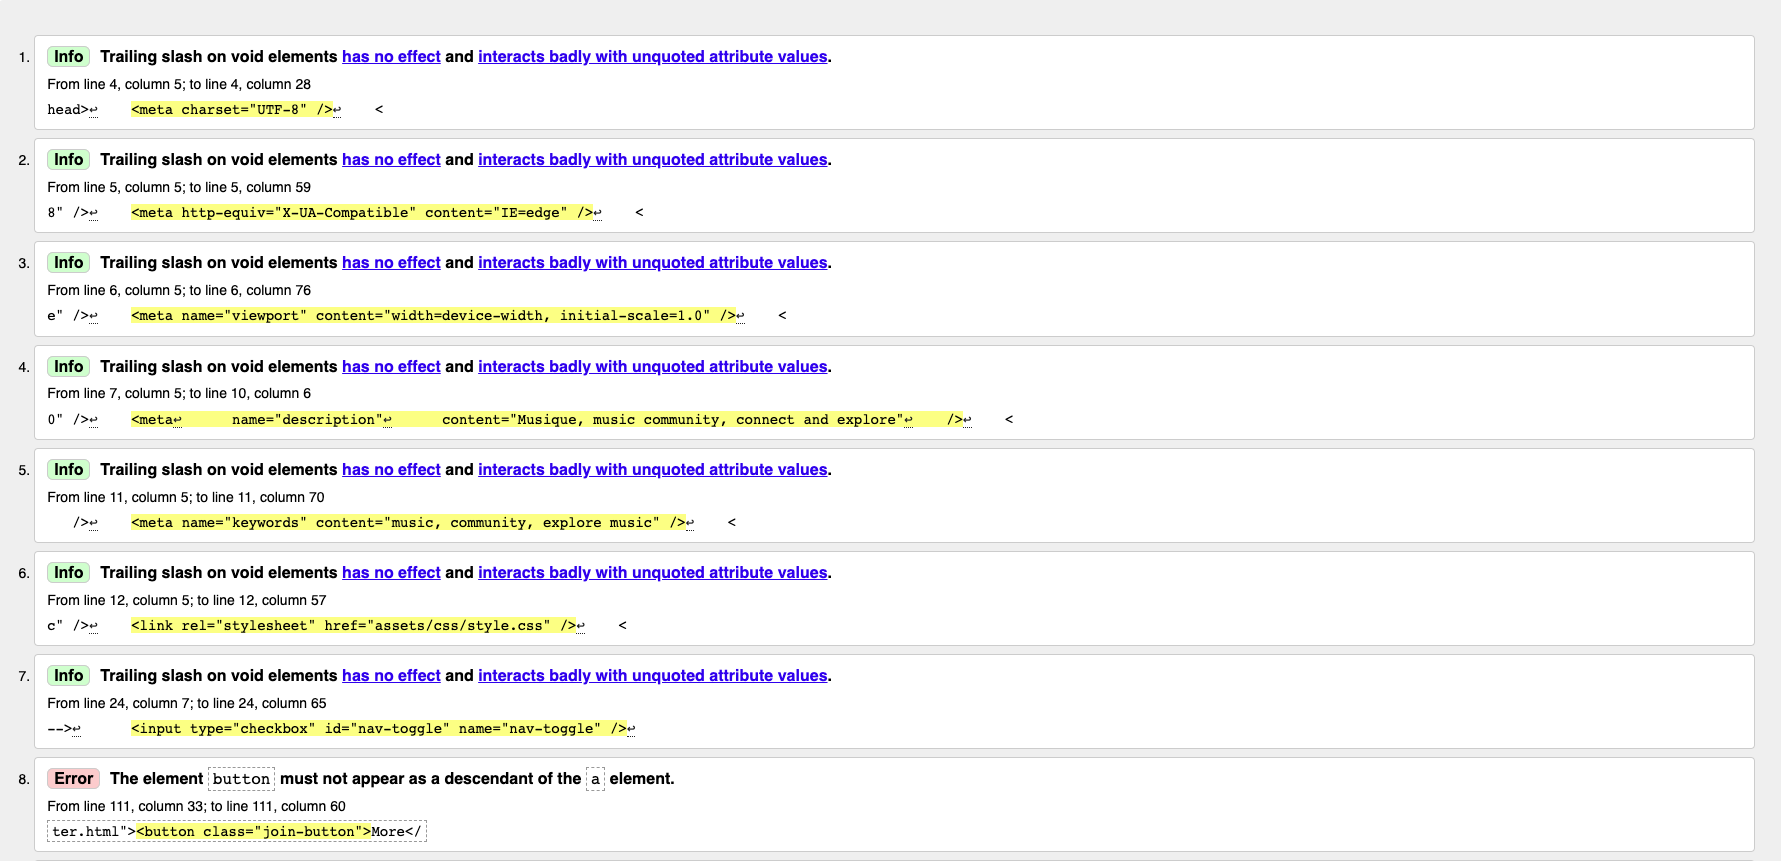 1. Info Trailing slash on void elements has no effect and interacts badly with unquoted attribute values.
From line 4, column 5; to line 4, column 28
head>↩    <meta charset="UTF-8" />↩    <
2. Info Trailing slash on void elements has no effect and interacts badly with unquoted attribute values.
From line 5, column 5; to line 5, column 59
8" />↩    <meta http-equiv="X-UA-Compatible" content="IE=edge" />↩    <
3. Info Trailing slash on void elements has no effect and interacts badly with unquoted attribute values.
From line 6, column 5; to line 6, column 76
e" />↩    <meta name="viewport" content="width=device-width, initial-scale=1.0" />↩    <
4. Info Trailing slash on void elements has no effect and interacts badly with unquoted attribute values.
From line 7, column 5; to line 10, column 6
0" />↩    <meta↩      name="description"↩      content="Musique, music community, connect and explore"↩    />↩    <
5. Info Trailing slash on void elements has no effect and interacts badly with unquoted attribute values.
From line 11, column 5; to line 11, column 70
/>↩    <meta name="keywords" content="music, community, explore music" />↩    <
6. Info Trailing slash on void elements has no effect and interacts badly with unquoted attribute values.
From line 12, column 5; to line 12, column 57
c" />↩    <link rel="stylesheet" href="assets/css/style.css" />↩    <
7. Info Trailing slash on void elements has no effect and interacts badly with unquoted attribute values.
From line 24, column 7; to line 24, column 65
-->↩      <input type="checkbox" id="nav-toggle" name="nav-toggle" />↩
8. Error The element button must not appear as a descendant of the a element.
From line 111, column 33; to line 111, column 60
ter.html"><button class="join-button">More</